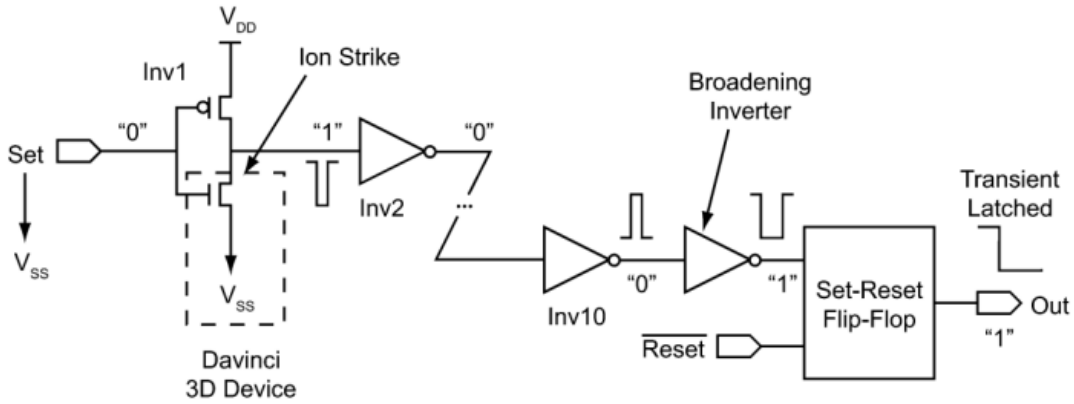 V_DD
Ion Strike
Inv1
Broadening
Inverter
Set
"0"
"1"
"0"
Inv2
...
Transient
Latched
V_SS
V_SS
Inv10
"0"
"1"
Set-Reset
Flip-Flop
Out
"1"
Reset
Davinci
3D Device